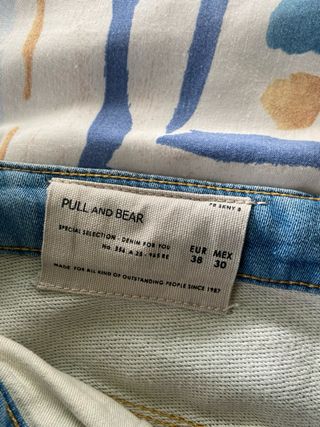 PULL AND BEAR
SPECIAL SELECTION - DENIM FOR YOU
EUR MEX
38 30
MADE FOR ALL KIND OF OUTSTANDING PEOPLE SINCE 1987